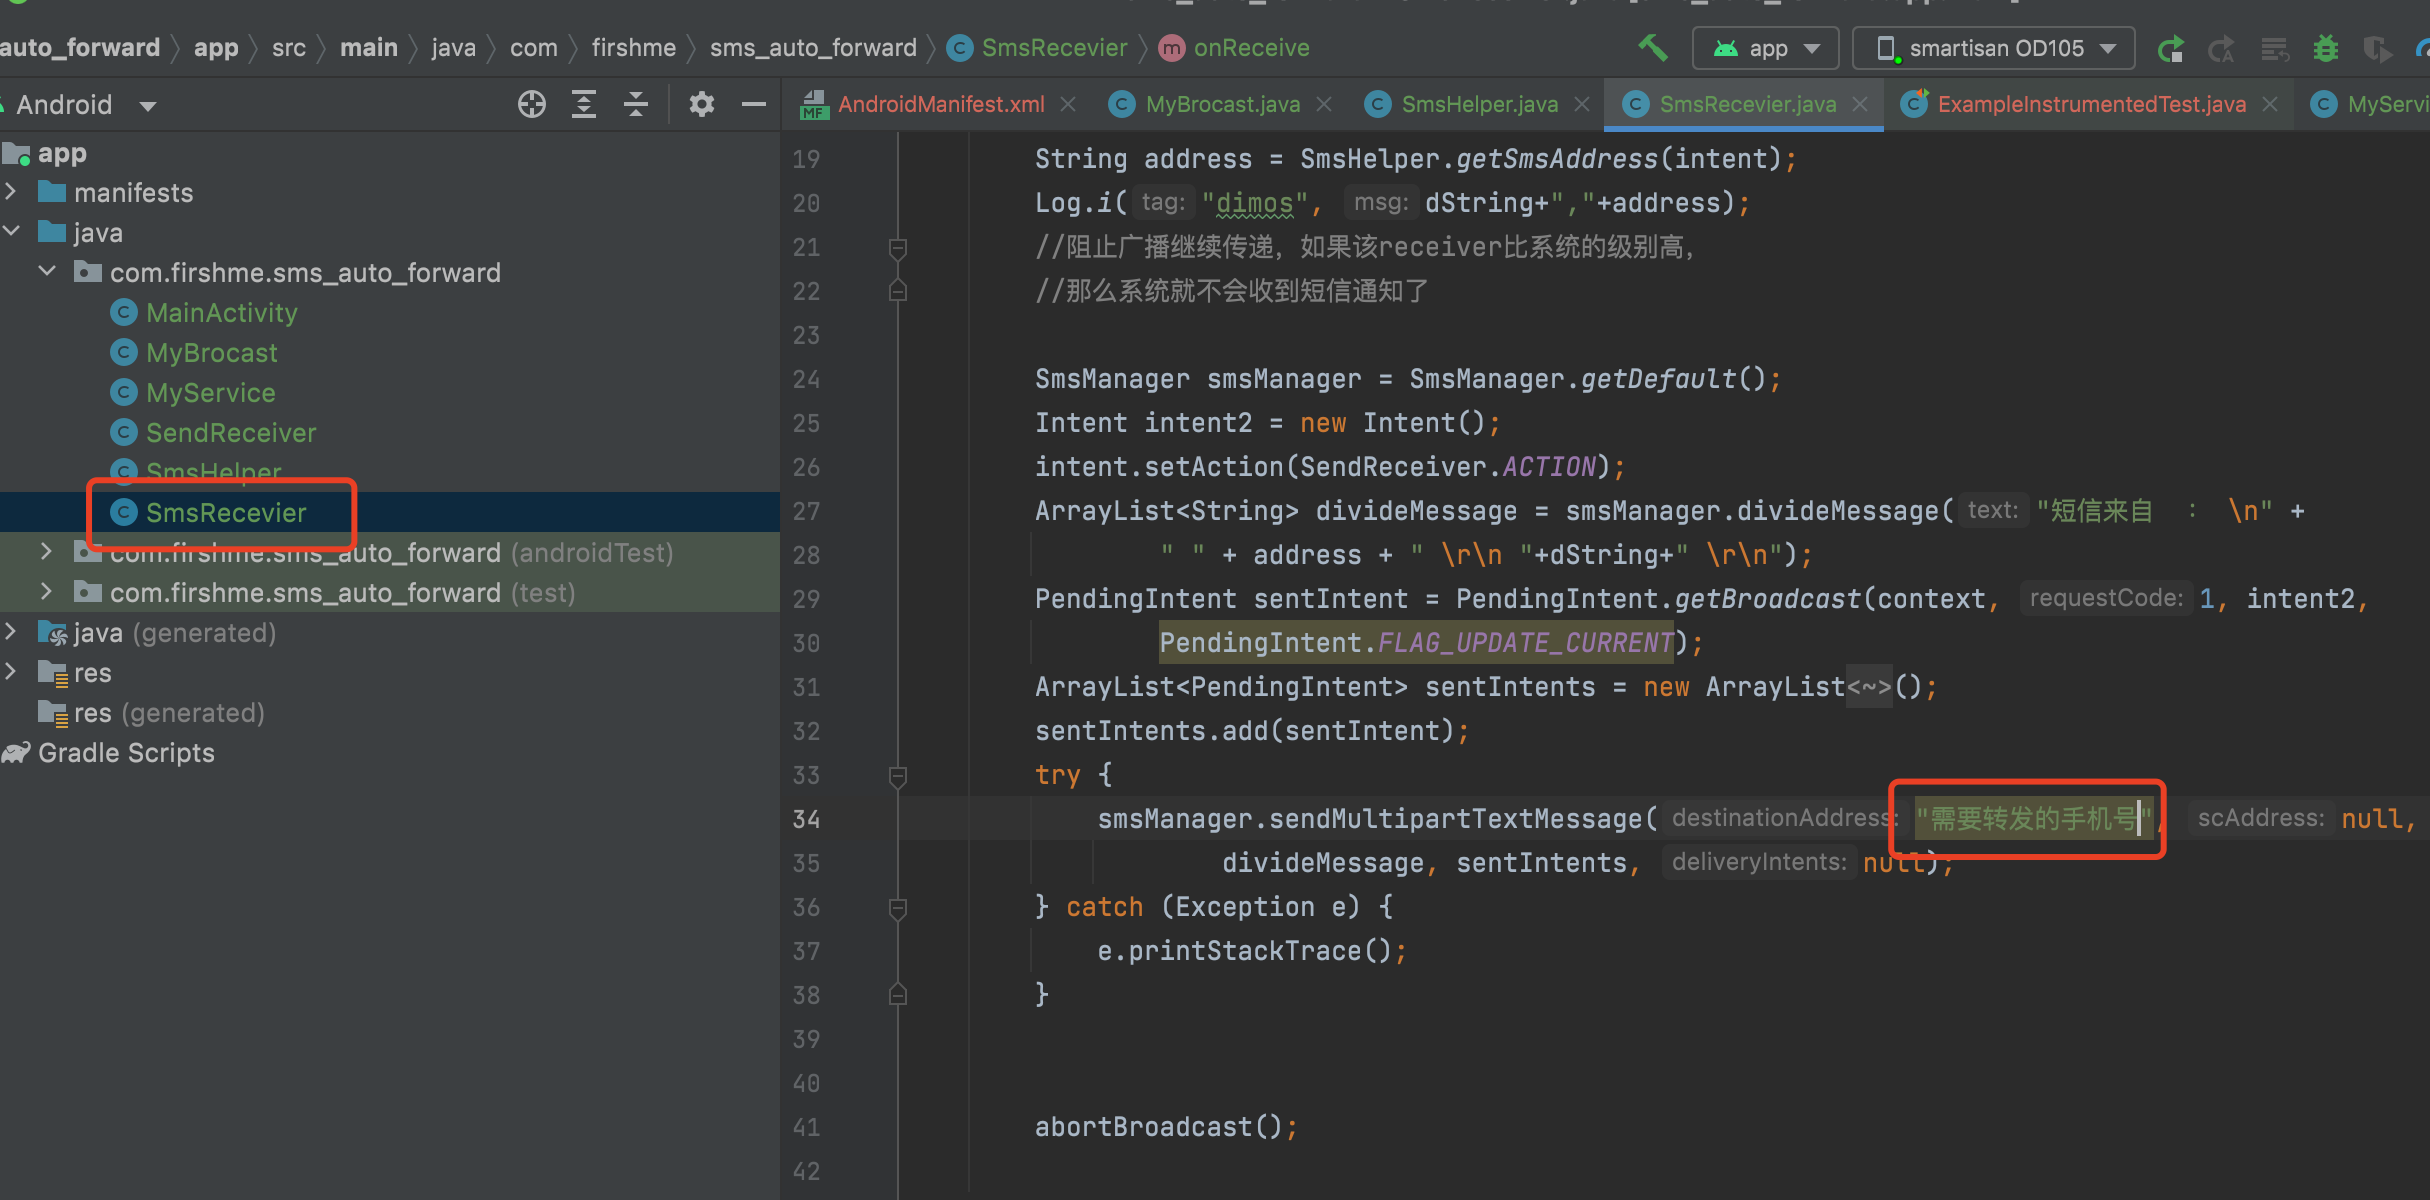 auto_forward app src main java com firshme sms_auto_forward C SmsRecevier m onReceive app smartisan OD105
Android
MF AndroidManifest.xml C MyBrocast.java C SmsHelper.java C SmsRecevier.java C ExampleInstrumentedTest.java C MyServi
app
manifests
java
com.firshme.sms_auto_forward
C MainActivity
C MyBrocast
C MyService
C SendReceiver
C SmsHelper
C SmsRecevier
com.firshme.sms_auto_forward (androidTest)
com.firshme.sms_auto_forward (test)
java (generated)
res
res (generated)
Gradle Scripts
19 String address = SmsHelper.getSmsAddress(intent);
20 Log.i( tag: "dimos", msg: dString+","+address);
21 //阻止广播继续传递，如果该receiver比系统的级别高，
22 //那么系统就不会收到短信通知了
23
24 SmsManager smsManager = SmsManager.getDefault();
25 Intent intent2 = new Intent();
26 intent.setAction(SendReceiver.ACTION);
27 ArrayList<String> divideMessage = smsManager.divideMessage( text: "短信来自 ： \n" +
28 " " + address + " \r\n "+dString+" \r\n");
29 PendingIntent sentIntent = PendingIntent.getBroadcast(context, requestCode: 1, intent2,
30 PendingIntent.FLAG_UPDATE_CURRENT);
31 ArrayList<PendingIntent> sentIntents = new ArrayList<~>();
32 sentIntents.add(sentIntent);
33 try {
34 smsManager.sendMultipartTextMessage( destinationAddress: "需要转发的手机号", scAddress: null,
35 divideMessage, sentIntents, deliveryIntents: null);
36 } catch (Exception e) {
37 e.printStackTrace();
38 }
39
40
41 abortBroadcast();
42